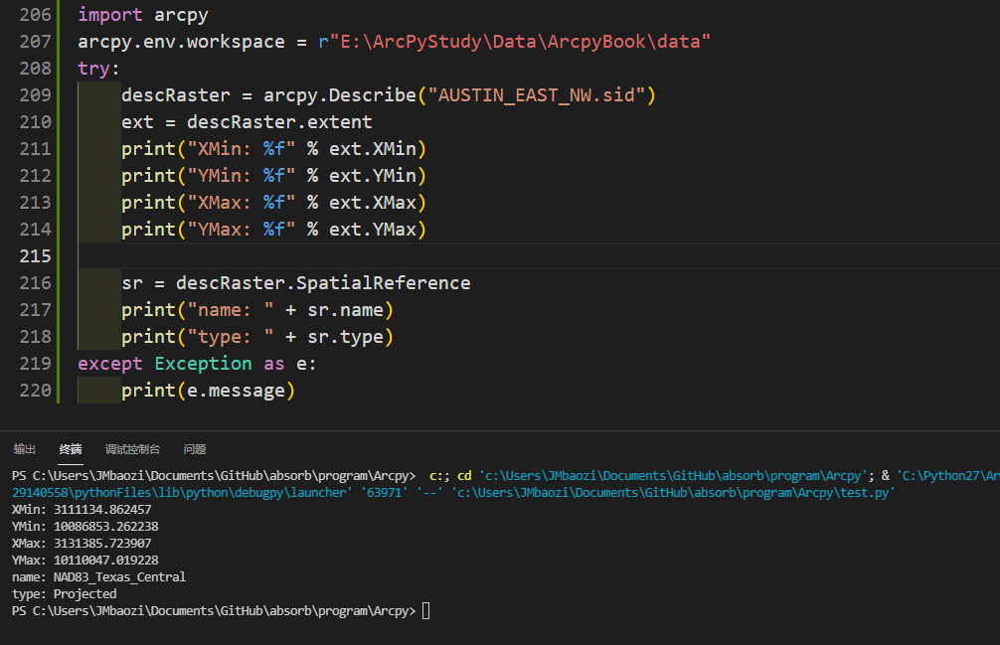 206 import arcpy
207 arcpy.env.workspace = r"E:\ArcPyStudy\Data\ArcpyBook\data"
208 try:
209     descRaster = arcpy.Describe("AUSTIN_EAST_NW.sid")
210     ext = descRaster.extent
211     print("XMin: %f" % ext.XMin)
212     print("YMin: %f" % ext.YMin)
213     print("XMax: %f" % ext.XMax)
214     print("YMax: %f" % ext.YMax)
215
216     sr = descRaster.SpatialReference
217     print("name: " + sr.name)
218     print("type: " + sr.type)
219 except Exception as e:
220     print(e.message)
输出 终端 调试控制台 问题
PS C:\Users\JMbaozi\Documents\GitHub\absorb\program\Arcpy>  c:; cd 'c:\Users\JMbaozi\Documents\GitHub\absorb\program\Arcpy'; & 'C:\Python27\Ar
29140558\pythonFiles\lib\python\debugpy\launcher' '63971' '--' 'c:\Users\JMbaozi\Documents\GitHub\absorb\program\Arcpy\test.py'
XMin: 3111134.862457
YMin: 10086853.262238
XMax: 3131385.723907
YMax: 10110047.019228
name: NAD83_Texas_Central
type: Projected
PS C:\Users\JMbaozi\Documents\GitHub\absorb\program\Arcpy>